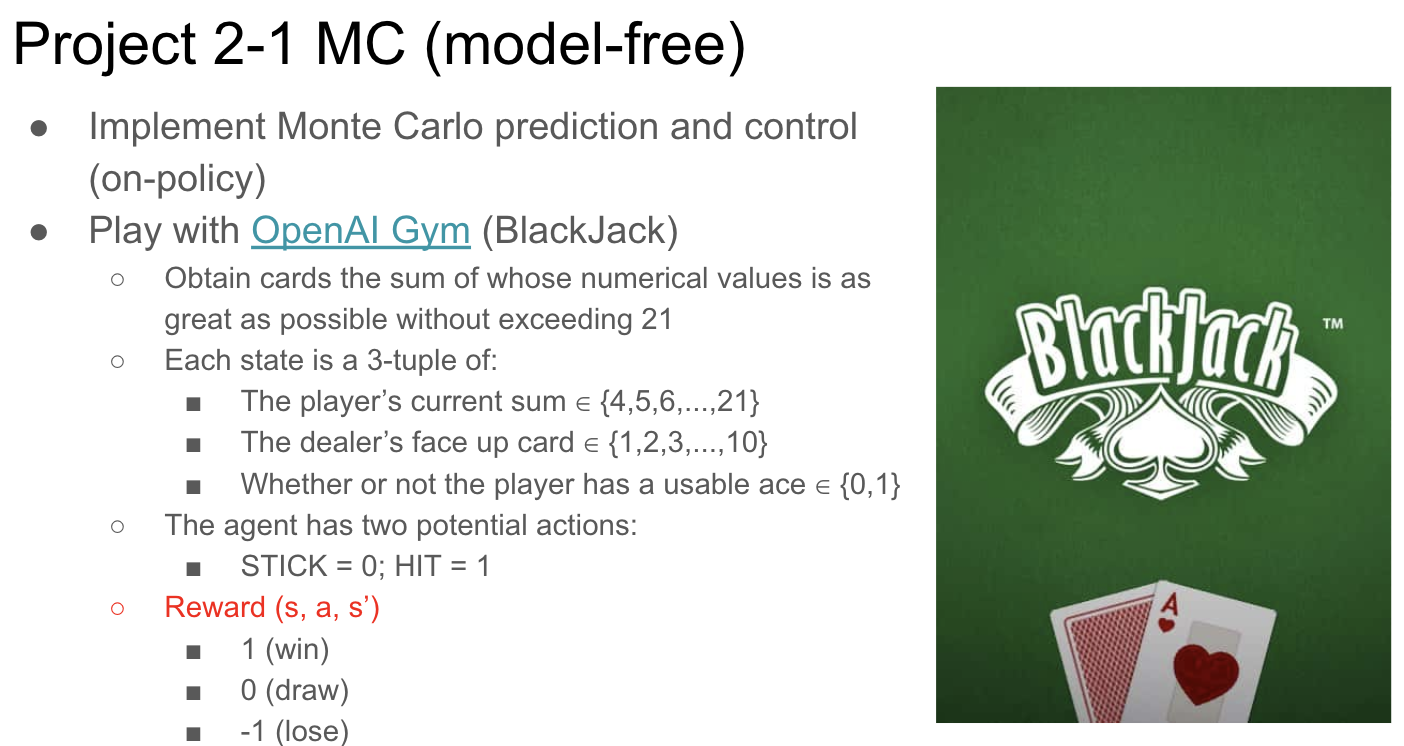 Project 2-1 MC (model-free)
● Implement Monte Carlo prediction and control
(on-policy)
● Play with OpenAI Gym (BlackJack)
○ Obtain cards the sum of whose numerical values is as
great as possible without exceeding 21
○ Each state is a 3-tuple of:
■ The player’s current sum ∈ {4,5,6,...,21}
■ The dealer’s face up card ∈ {1,2,3,...,10}
■ Whether or not the player has a usable ace ∈ {0,1}
○ The agent has two potential actions:
■ STICK = 0; HIT = 1
○ Reward (s, a, s’)
■ 1 (win)
■ 0 (draw)
■ -1 (lose)
BlackJack ™
A